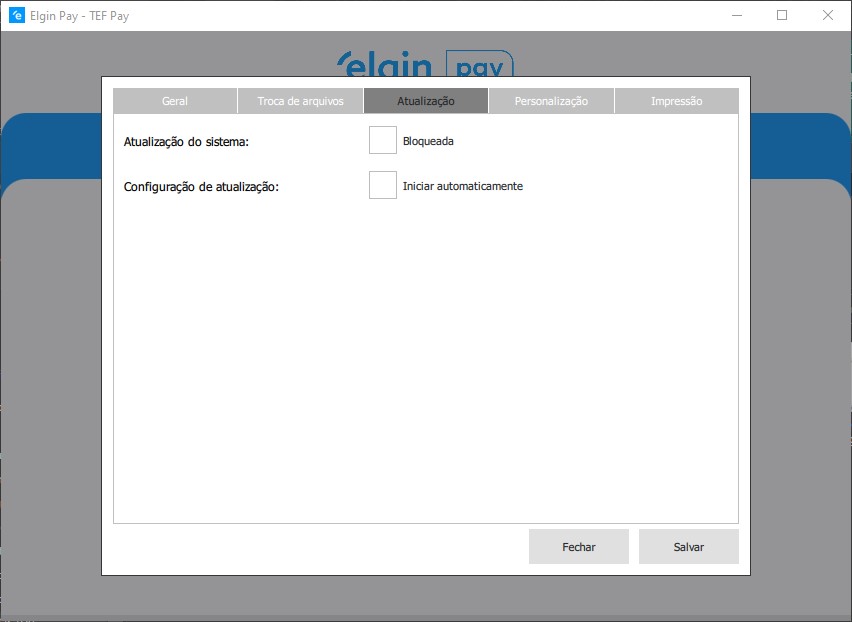 Elgin Pay - TEF Pay
elgin pay
Geral Troca de arquivos Atualização Personalização Impressão
Atualização do sistema: Bloqueada
Configuração de atualização: Iniciar automaticamente
Fechar Salvar